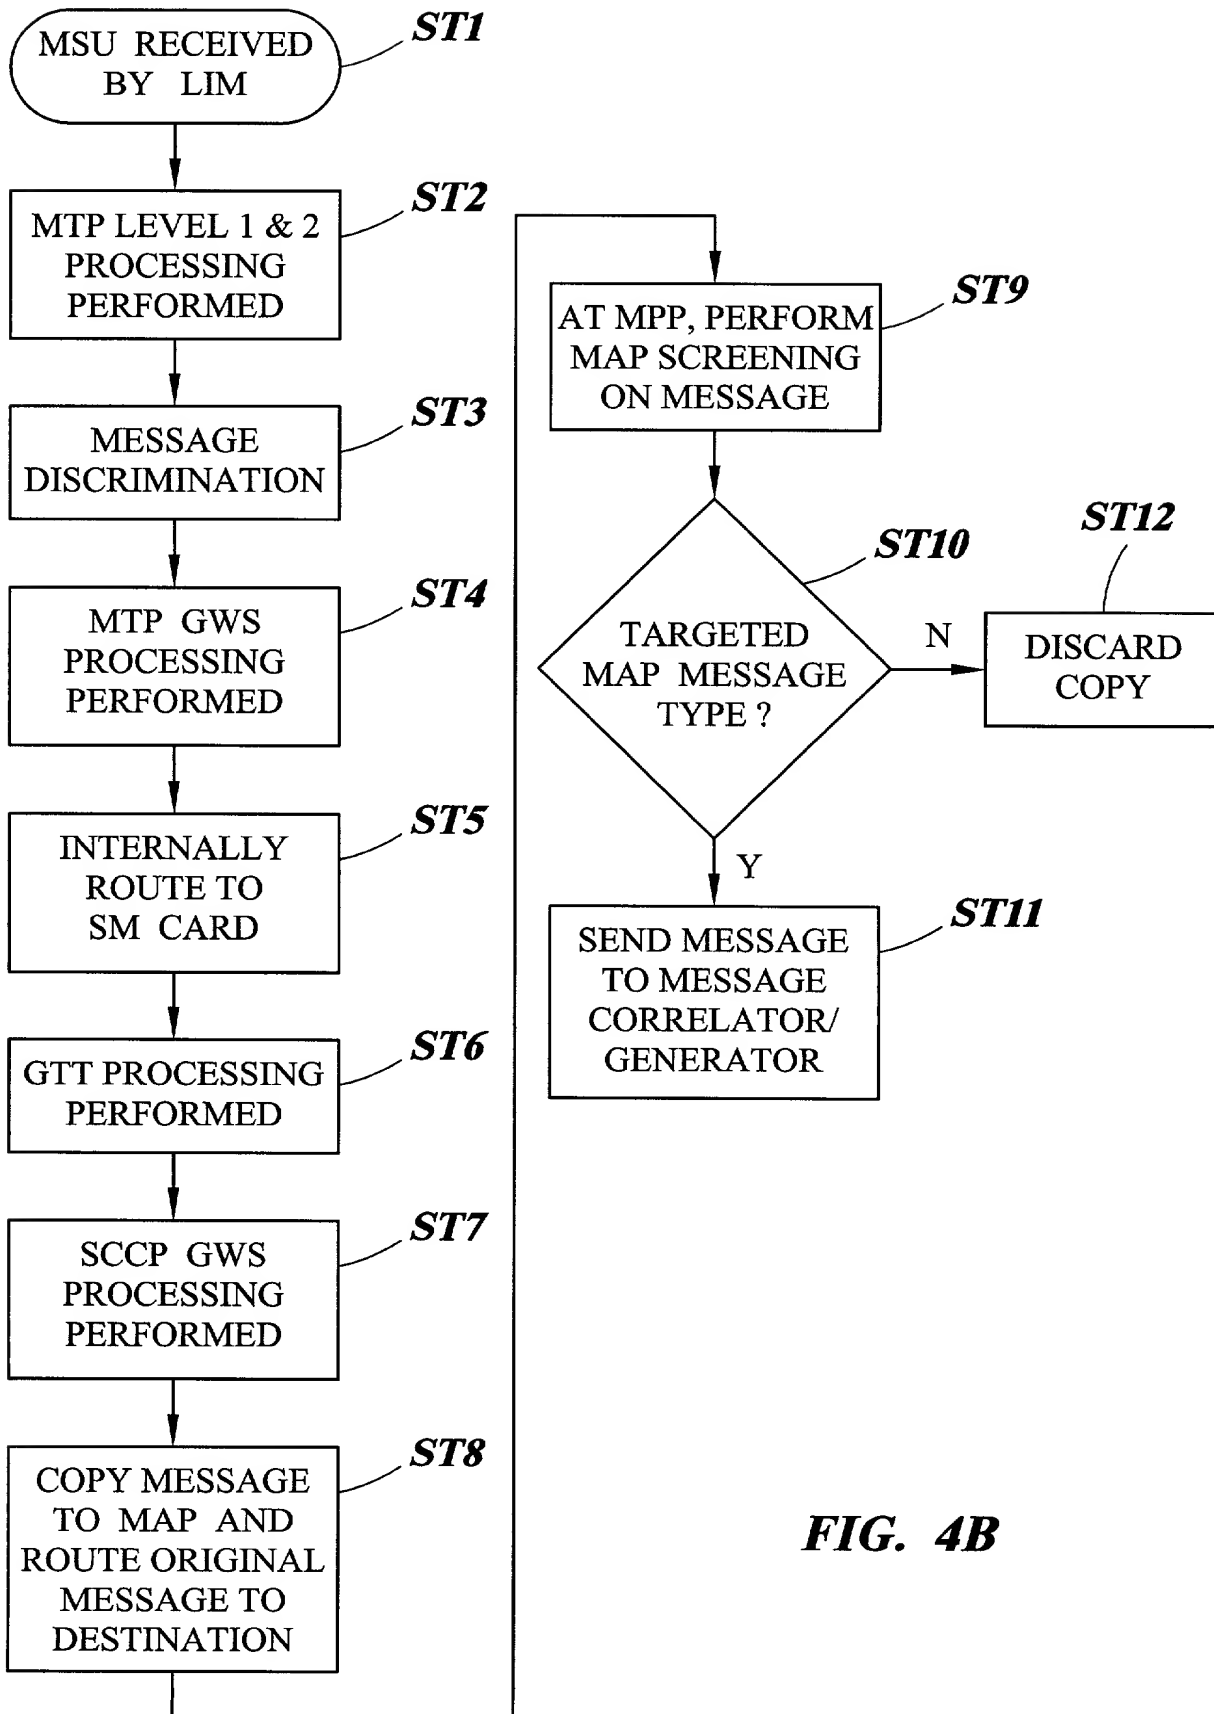 MSU RECEIVED
BY LIM
ST1
MTP LEVEL 1 & 2
PROCESSING
PERFORMED
ST2
MESSAGE
DISCRIMINATION
ST3
MTP GWS
PROCESSING
PERFORMED
ST4
INTERNALLY
ROUTE TO
SM CARD
ST5
GTT PROCESSING
PERFORMED
ST6
SCCP GWS
PROCESSING
PERFORMED
ST7
COPY MESSAGE
TO MAP AND
ROUTE ORIGINAL
MESSAGE TO
DESTINATION
ST8
AT MPP, PERFORM
MAP SCREENING
ON MESSAGE
ST9
TARGETED
MAP MESSAGE
TYPE ?
ST10
N
DISCARD
COPY
ST12
Y
SEND MESSAGE
TO MESSAGE
CORRELATOR/
GENERATOR
ST11
FIG. 4B